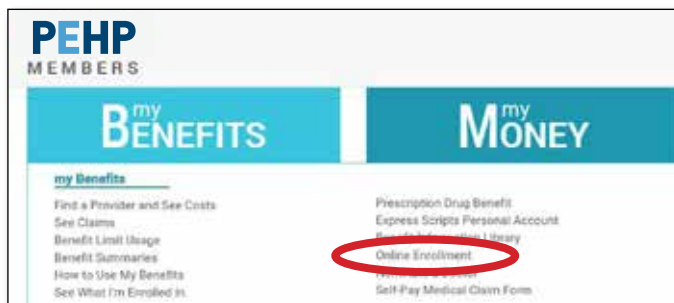 PEHP
MEMBERS
my BENEFITS
my MONEY
my Benefits
Find a Provider and See Costs
See Claims
Benefit Limit Usage
Benefit Summaries
How to Use My Benefits
See What I'm Enrolled in
Prescription Drug Benefit
Express Scripts Personal Account
Library
Online Enrollment
Self-Pay Medical Claim Form